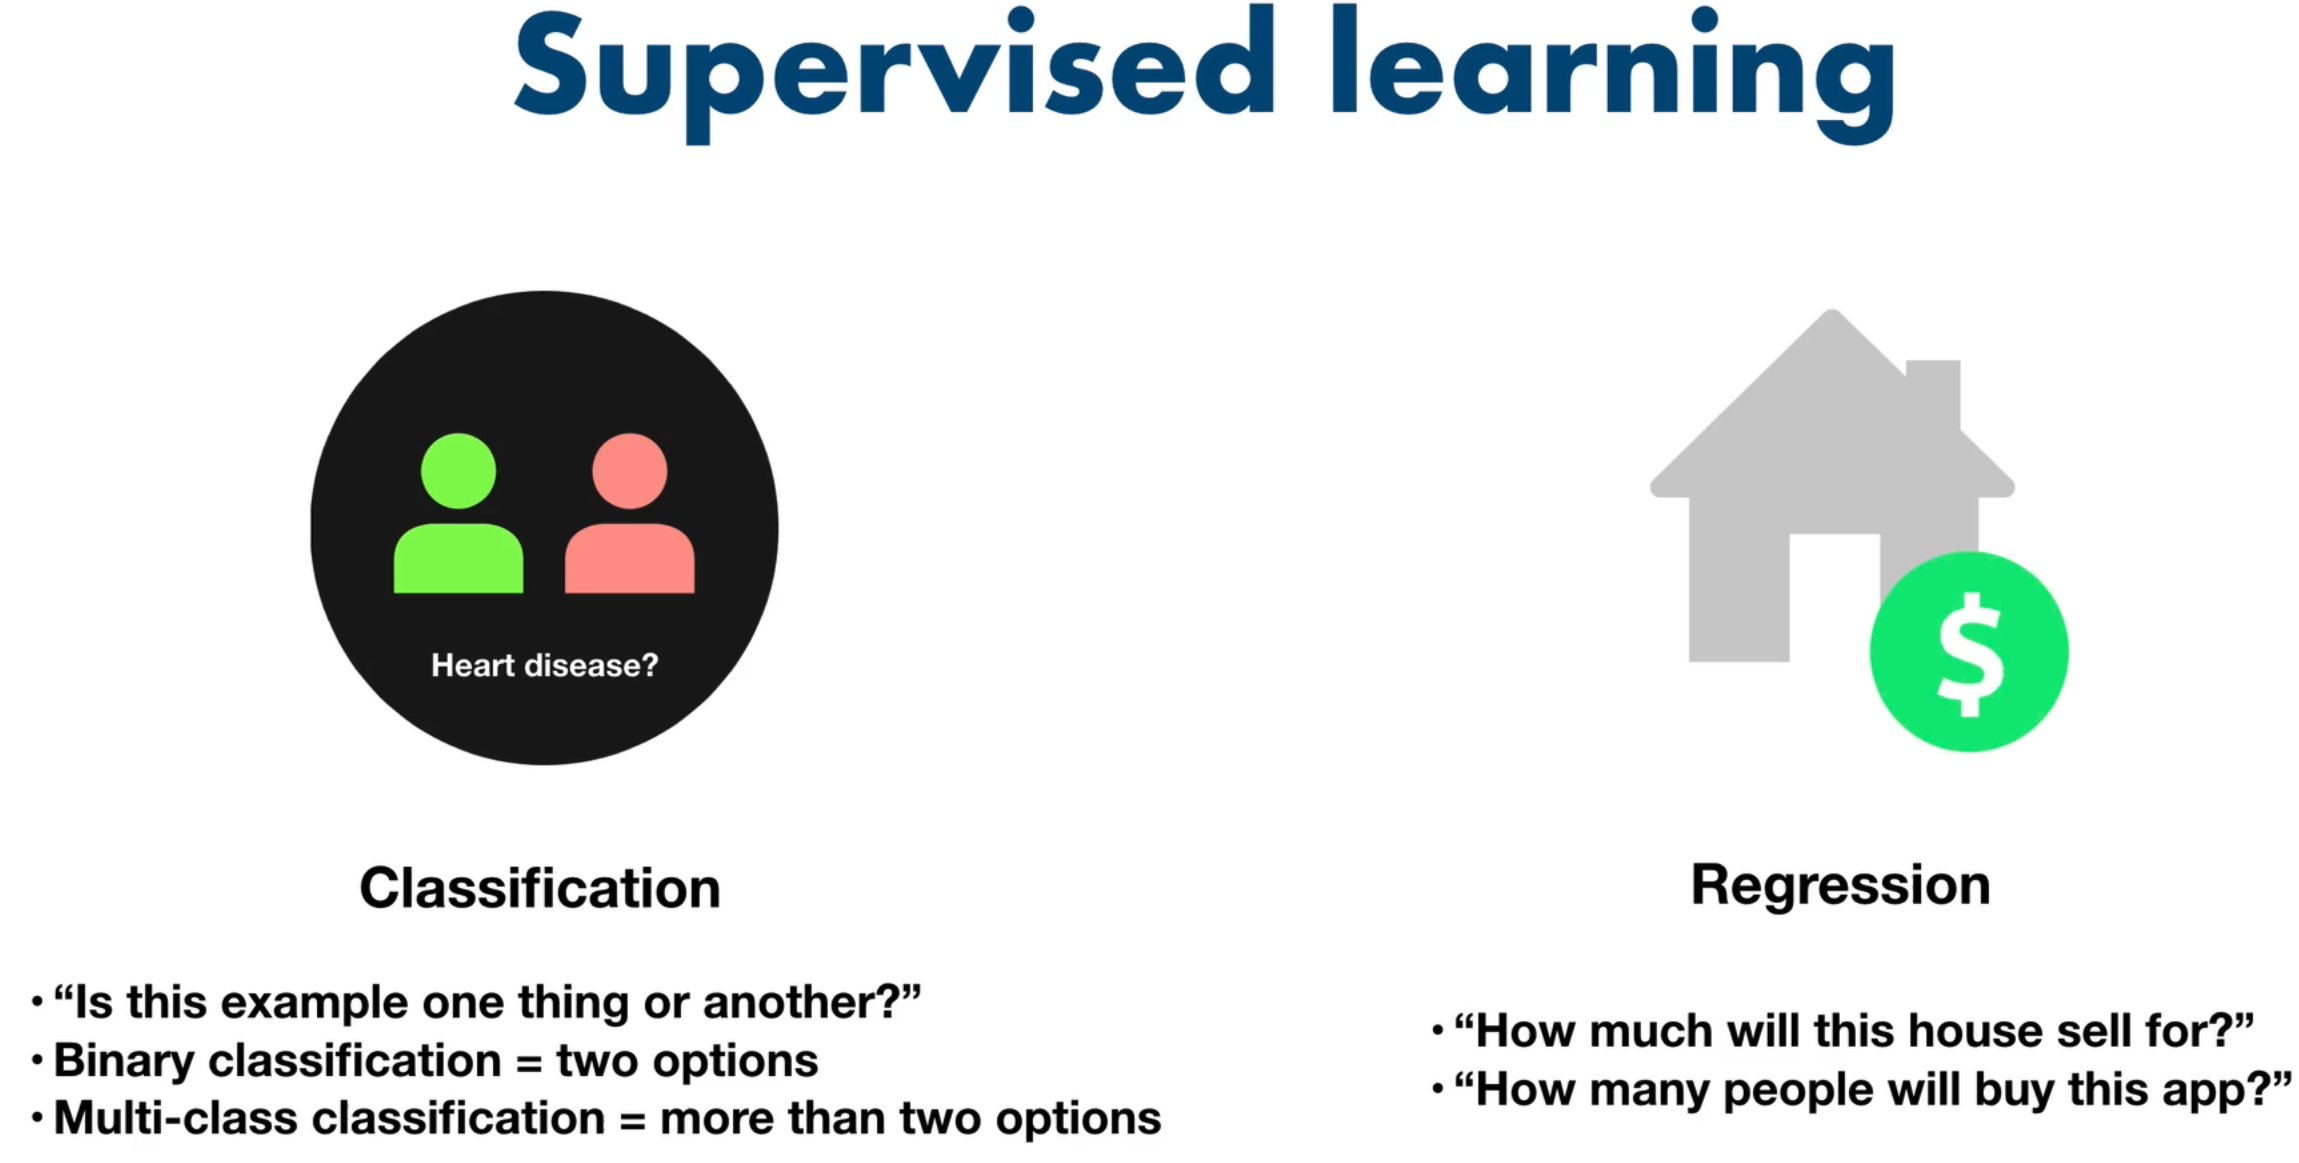 Supervised learning
Heart disease?
$
Classification
• “Is this example one thing or another?”
• Binary classification = two options
• Multi-class classification = more than two options
Regression
• “How much will this house sell for?”
• “How many people will buy this app?”